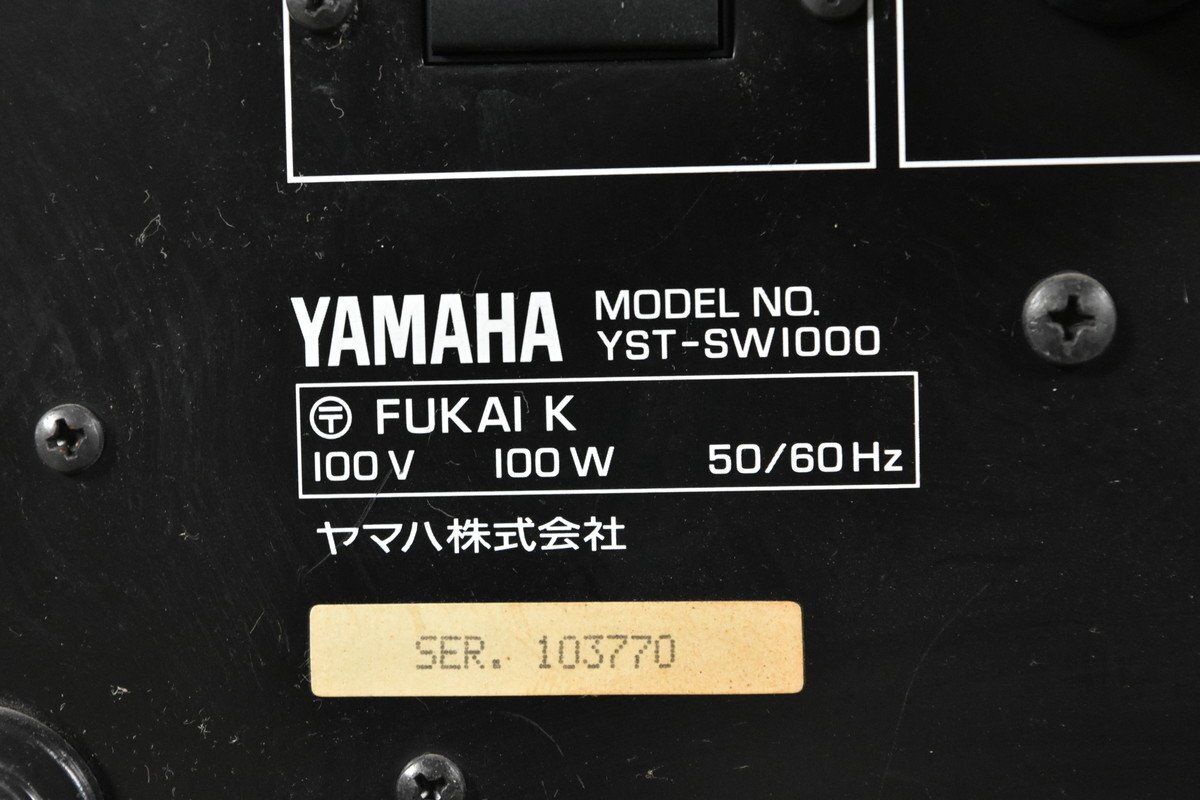 YAMAHA MODEL NO.
YST-SW1000
〶 FUKAI K
100V 100W 50/60Hz
ヤマハ株式会社
SER. 103770